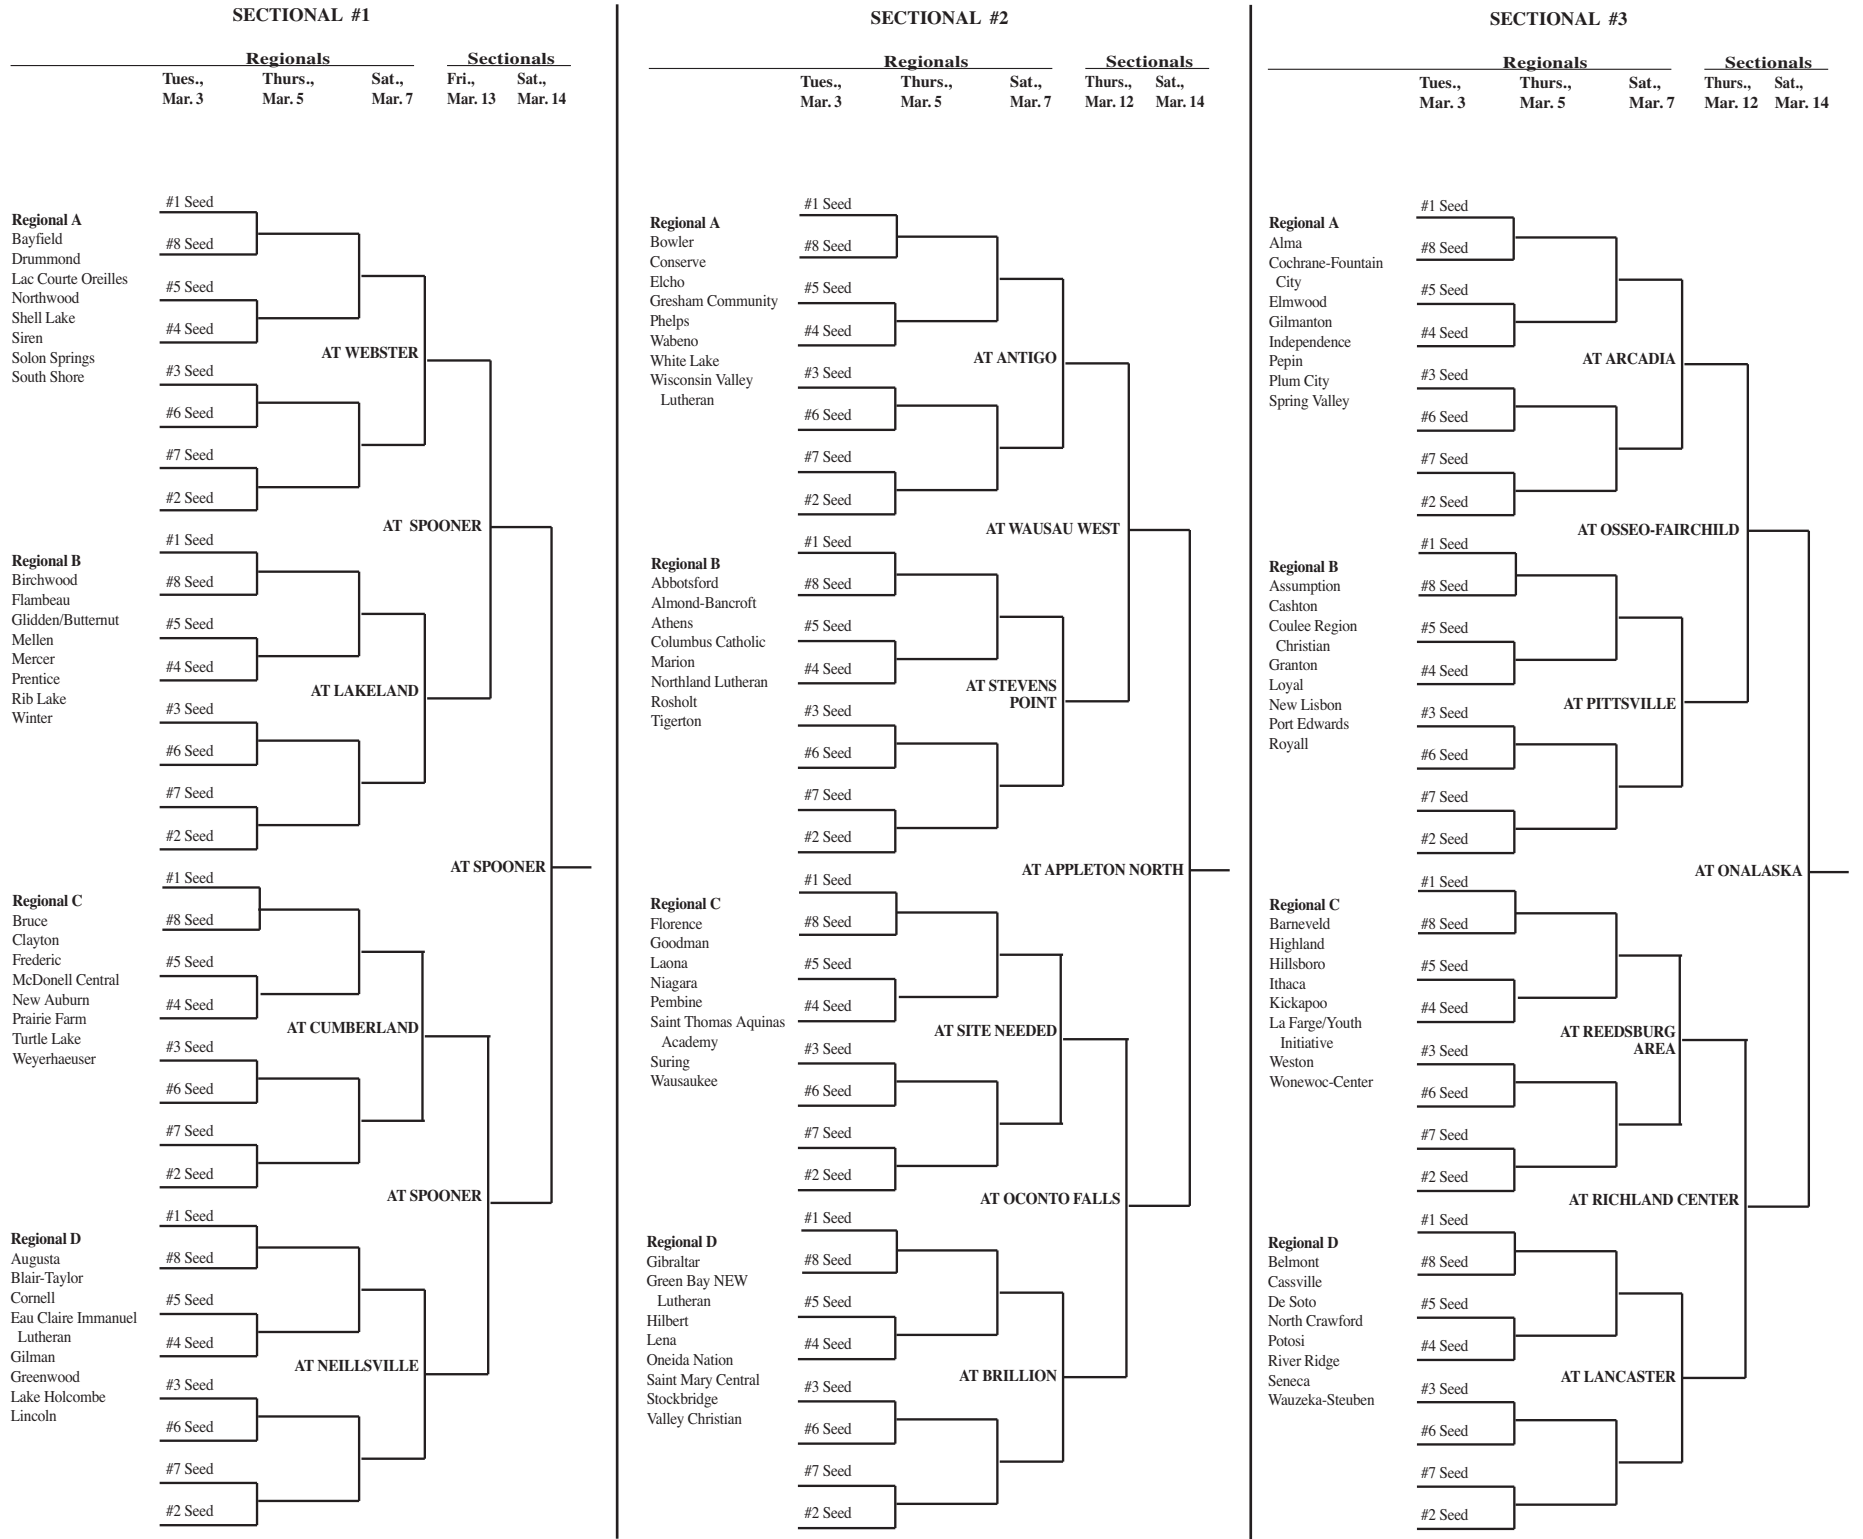 SECTIONAL #1
Regionals
Sectionals
Tues., Mar. 3
Thurs., Mar. 5
Sat., Mar. 7
Fri., Mar. 13
Sat., Mar. 14
Regional A
Bayfield
Drummond
Lac Courte Oreilles
Northwood
Shell Lake
Siren
Solon Springs
South Shore
#1 Seed
#8 Seed
#5 Seed
#4 Seed
#3 Seed
#6 Seed
#7 Seed
#2 Seed
AT WEBSTER
AT SPOONER
Regional B
Birchwood
Flambeau
Glidden/Butternut
Mellen
Mercer
Prentice
Rib Lake
Winter
#1 Seed
#8 Seed
#5 Seed
#4 Seed
#3 Seed
#6 Seed
#7 Seed
#2 Seed
AT LAKELAND
AT SPOONER
Regional C
Bruce
Clayton
Frederic
McDonell Central
New Auburn
Prairie Farm
Turtle Lake
Weyerhaeuser
#1 Seed
#8 Seed
#5 Seed
#4 Seed
#3 Seed
#6 Seed
#7 Seed
#2 Seed
AT CUMBERLAND
AT SPOONER
Regional D
Augusta
Blair-Taylor
Cornell
Eau Claire Immanuel
Lutheran
Gilman
Greenwood
Lake Holcombe
Lincoln
#1 Seed
#8 Seed
#5 Seed
#4 Seed
#3 Seed
#6 Seed
#7 Seed
#2 Seed
AT NEILLSVILLE
SECTIONAL #2
Regionals
Sectionals
Tues., Mar. 3
Thurs., Mar. 5
Sat., Mar. 7
Thurs., Mar. 12
Sat., Mar. 14
Regional A
Bowler
Conserve
Elcho
Gresham Community
Phelps
Wabeno
White Lake
Wisconsin Valley
Lutheran
#1 Seed
#8 Seed
#5 Seed
#4 Seed
#3 Seed
#6 Seed
#7 Seed
#2 Seed
AT ANTIGO
AT WAUSAU WEST
Regional B
Abbotsford
Almond-Bancroft
Athens
Columbus Catholic
Marion
Northland Lutheran
Rosholt
Tigerton
#1 Seed
#8 Seed
#5 Seed
#4 Seed
#3 Seed
#6 Seed
#7 Seed
#2 Seed
AT STEVENS
POINT
AT APPLETON NORTH
Regional C
Florence
Goodman
Laona
Niagara
Pembine
Saint Thomas Aquinas
Academy
Suring
Wausaukee
#1 Seed
#8 Seed
#5 Seed
#4 Seed
#3 Seed
#6 Seed
#7 Seed
#2 Seed
AT SITE NEEDED
AT OCONTO FALLS
Regional D
Gibraltar
Green Bay NEW
Lutheran
Hilbert
Lena
Oneida Nation
Saint Mary Central
Stockbridge
Valley Christian
#1 Seed
#8 Seed
#5 Seed
#4 Seed
#3 Seed
#6 Seed
#7 Seed
#2 Seed
AT BRILLION
SECTIONAL #3
Regionals
Sectionals
Tues., Mar. 3
Thurs., Mar. 5
Sat., Mar. 7
Thurs., Mar. 12
Sat., Mar. 14
Regional A
Alma
Cochrane-Fountain
City
Elmwood
Gilmanton
Independence
Pepin
Plum City
Spring Valley
#1 Seed
#8 Seed
#5 Seed
#4 Seed
#3 Seed
#6 Seed
#7 Seed
#2 Seed
AT ARCADIA
AT OSSEO-FAIRCHILD
Regional B
Assumption
Cashton
Coulee Region
Christian
Granton
Loyal
New Lisbon
Port Edwards
Royall
#1 Seed
#8 Seed
#5 Seed
#4 Seed
#3 Seed
#6 Seed
#7 Seed
#2 Seed
AT PITTSVILLE
AT ONALASKA
Regional C
Barneveld
Highland
Hillsboro
Ithaca
Kickapoo
La Farge/Youth
Initiative
Weston
Wonewoc-Center
#1 Seed
#8 Seed
#5 Seed
#4 Seed
#3 Seed
#6 Seed
#7 Seed
#2 Seed
AT REEDSBURG
AREA
AT RICHLAND CENTER
Regional D
Belmont
Cassville
De Soto
North Crawford
Potosi
River Ridge
Seneca
Wauzeka-Steuben
#1 Seed
#8 Seed
#5 Seed
#4 Seed
#3 Seed
#6 Seed
#7 Seed
#2 Seed
AT LANCASTER